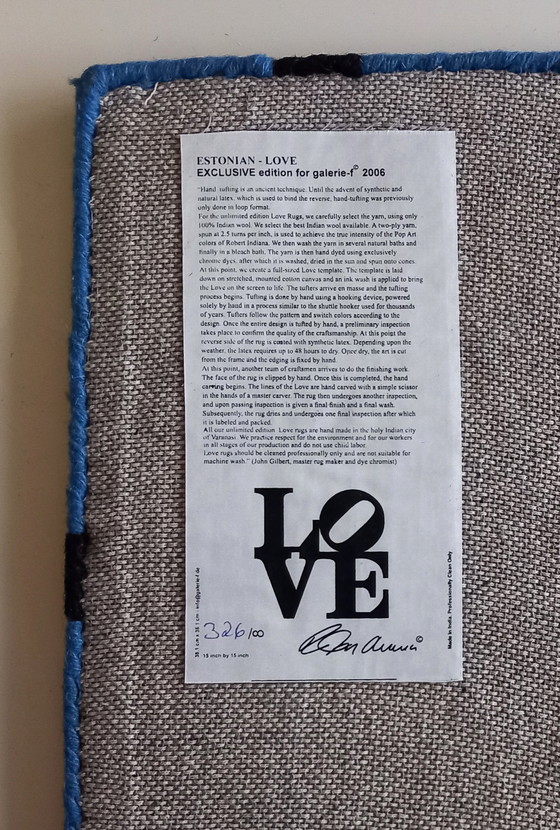 ESTONIAN - LOVE
EXCLUSIVE edition for galerie-f© 2006
"Hand tufting is an ancient technique. Until the advent of synthetic and
natural latex, which is used to bind the reverse, hand-tufting was previously
only done in loop format.
For the unlimited edition Love Rugs, we carefully select the yarn, using only
100% Indian wool. We select the best Indian wool available. A two-ply yarn,
spun at 2.5 turns per inch, is used to achieve the true intensity of the Pop Art
colors of Robert Indiana. We then wash the yarn in several natural baths and
finally in a bleach bath. The yarn is then hand dyed using exclusively
chrome dyes, after which it is washed, dried in the sun and spun onto cones.
At this point, we create a full-sized Love template. The template is laid
down on stretched, mounted cotton canvas and an ink wash is applied to bring
the Love on the screen to life. The tufters arrive en masse and the tufting
process begins. Tufting is done by hand using a hooking device, powered
solely by hand in a process similar to the shuttle hooker used for thousands
of years. Tufters follow the pattern and switch colors according to the
design. Once the entire design is tufted by hand, a preliminary inspection
takes place to confirm the quality of the craftsmanship. At this point the
reverse side of the rug is coated with synthetic latex. Depending upon the
weather, the latex requires up to 48 hours to dry. Once dry, the art is cut
from the frame and the edging is fixed by hand.
At this point, another team of craftsmen arrives to do the finishing work.
The face of the rug is clipped by hand. Once this is completed, the hand
carving begins. The lines of the Love are hand carved with a simple scissor
in the hands of a master carver. The rug then undergoes another inspection,
and upon passing inspection is given a final finish and a final wash.
Subsequently, the rug dries and undergoes one final inspection after which
it is labeled and packed.
All our unlimited edition Love rugs are hand made in the holy Indian city
of Varanasi. We practice respect for the environment and for our workers
in all stages of our production and do not use child labor.
Love rugs should be cleaned professionally only and are not suitable for
machine wash." (John Gilbert, master rug maker and dye chromist)
LO
VE
326/00
©
15 inch by 15 inch
38.1 cm x 38.1 cm - info@galerie-f.de
Made in India. Professionally Clean Only